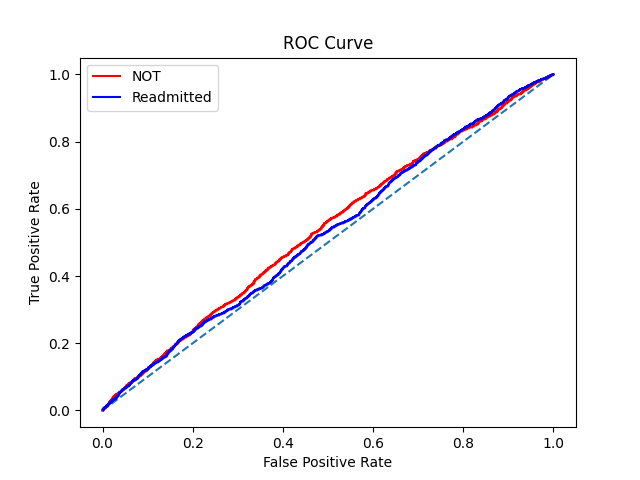 ROC Curve
NOT
Readmitted
True Positive Rate
1.0
0.8
0.6
0.4
0.2
0.0
0.0 0.2 0.4 0.6 0.8 1.0
False Positive Rate